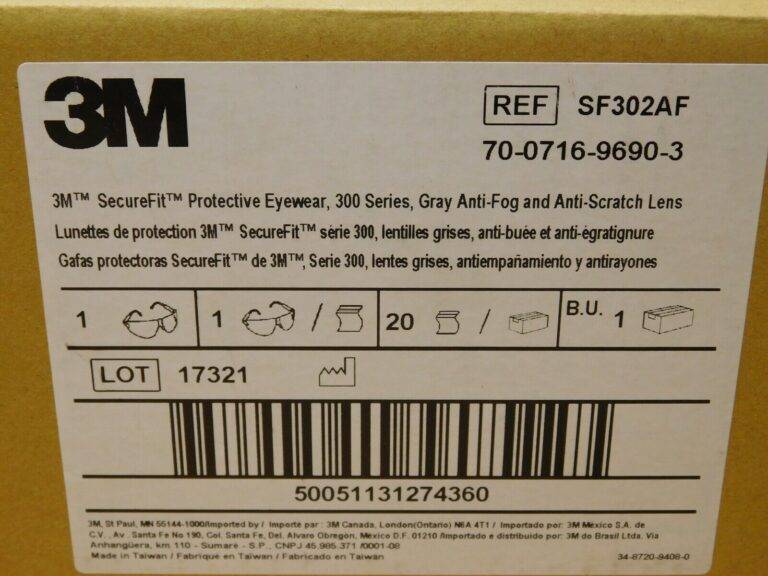 3M
REF SF302AF
70-0716-9690-3
3M™ SecureFit™ Protective Eyewear, 300 Series, Gray Anti-Fog and Anti-Scratch Lens
Lunettes de protection 3M™ SecureFit™ série 300, lentilles grises, anti-buée et anti-égratignure
Gafas protectoras SecureFit™ de 3M™, Serie 300, lentes grises, antiempañamiento y antirayones
1 1 / 20 / B.U. 1
LOT 17321
50051131274360
3M, St Paul, MN 55144-1000/Imported by / Importé par : 3M Canada, London(Ontario) N6A 4T1 / Importado por: 3M México S.A. de
C.V., Av. Santa Fe No 190, Col. Santa Fe, Del. Alvaro Obregon, México D.F. 01210 /Importado e distribuido por: 3M do Brasil Ltda. Via
Anhangüera, km 110 - Sumaré - S.P., CNPJ 45.985.371 /0001-08
Made in Taiwan / Fabriqué en Taïwan / Fabricado en Taiwan
34-8720-9408-0